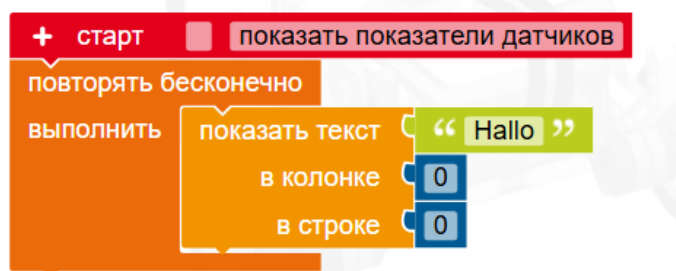 + старт показать показатели датчиков
повторять бесконечно
выполнить показать текст “ Hallo ”
в колонке 0
в строке 0